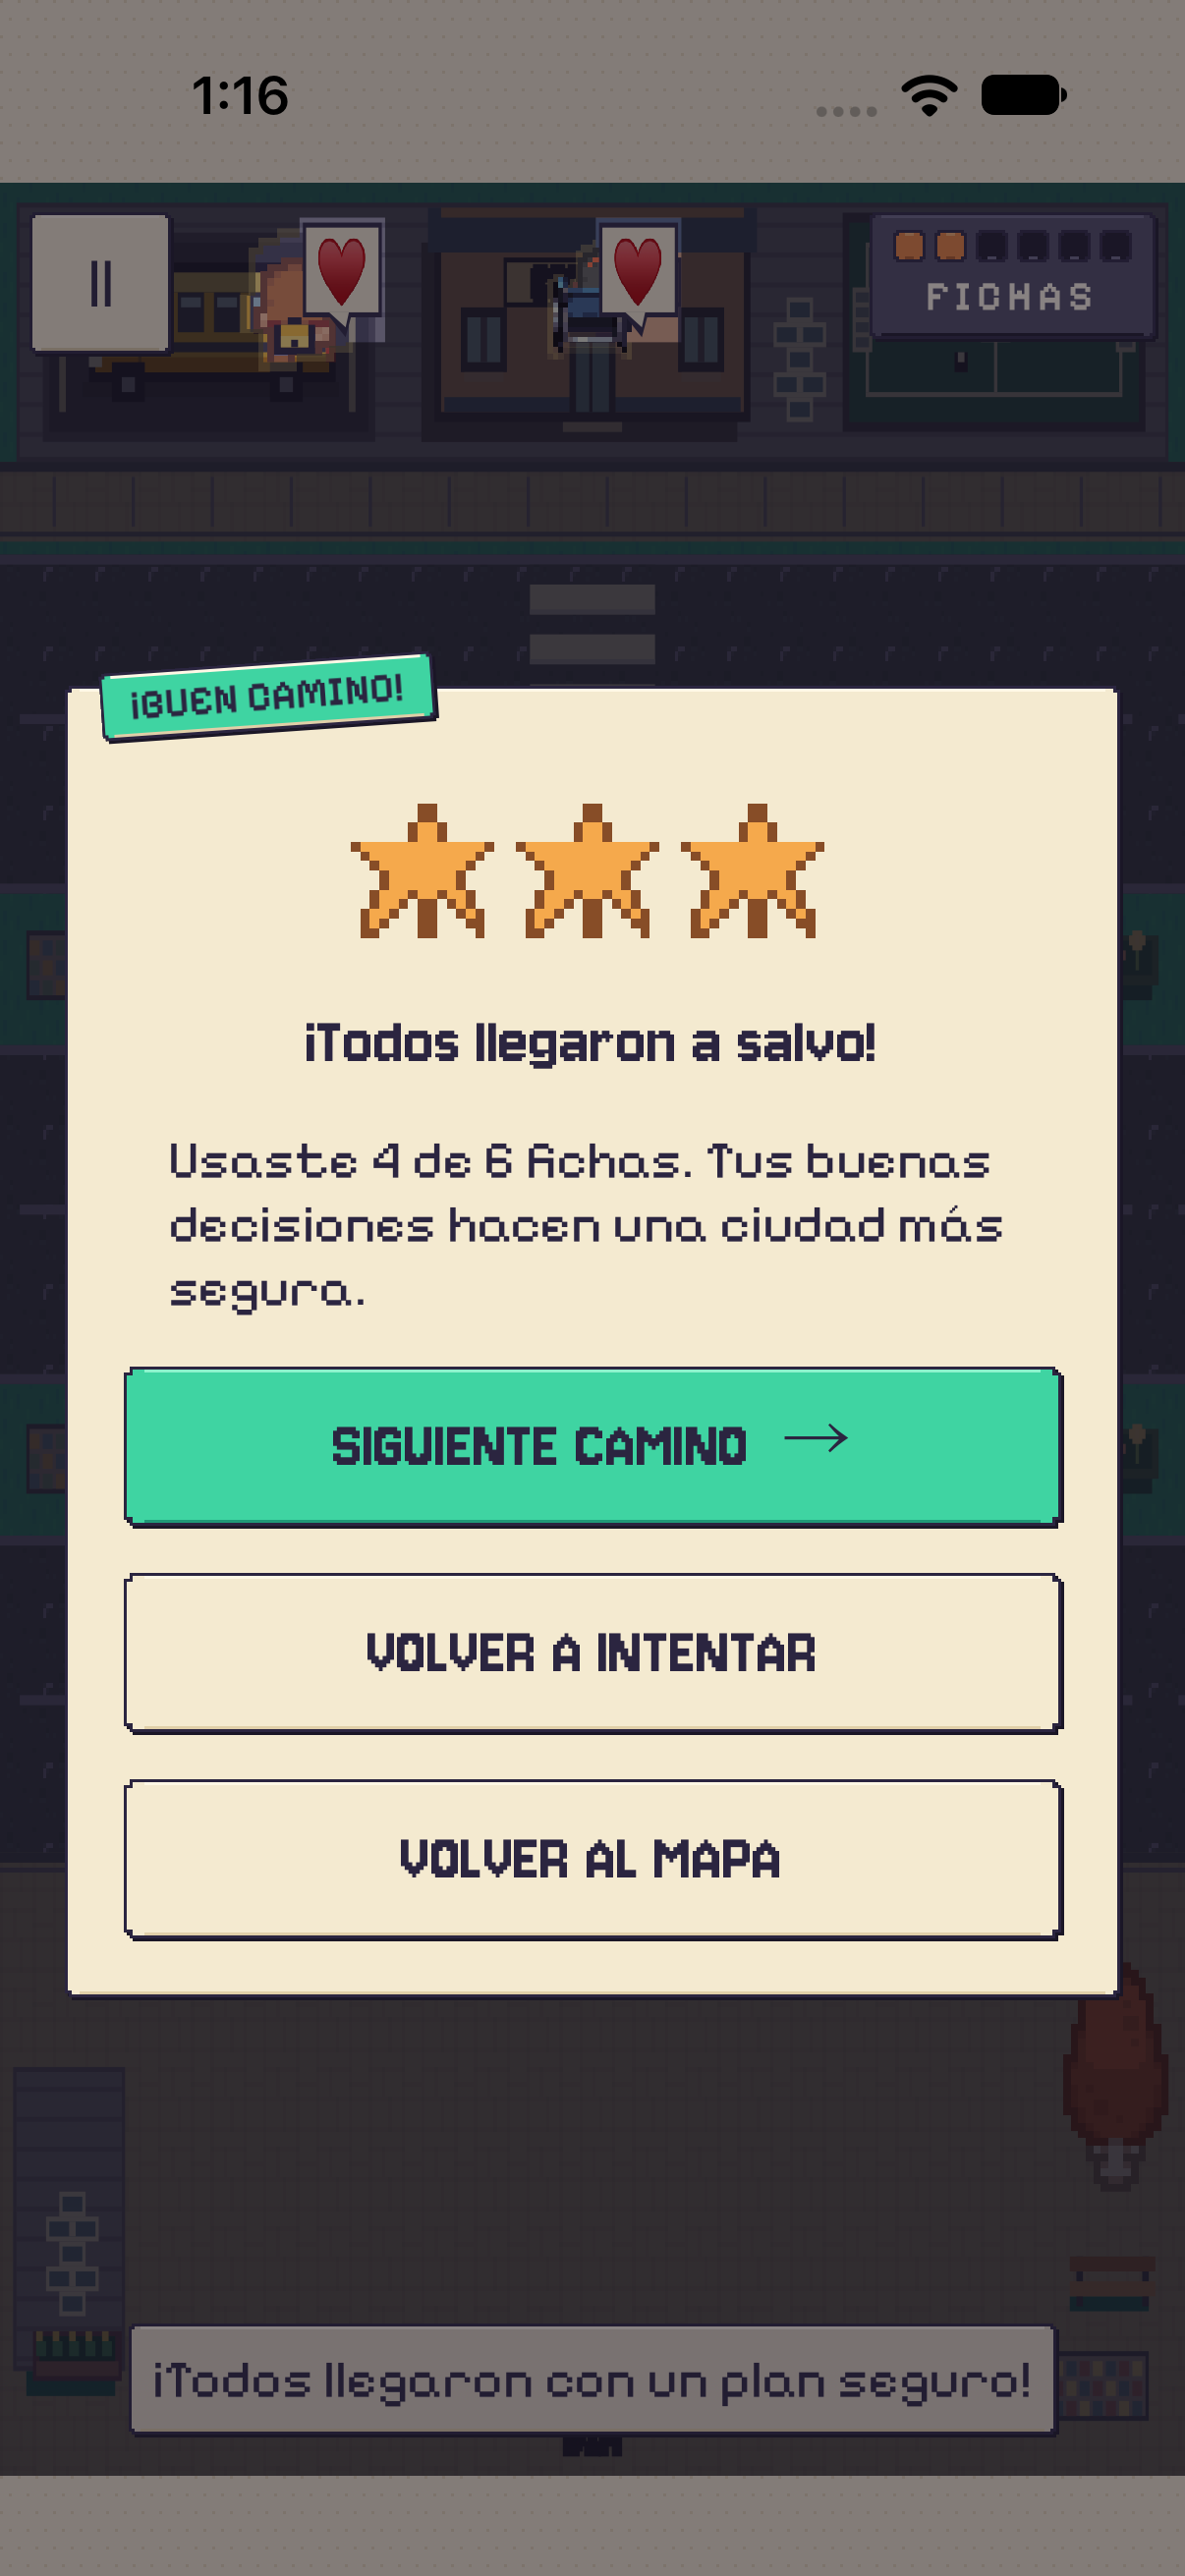 1:16
FICHAS
¡BUEN CAMINO!
¡Todos llegaron a salvo!
Usaste 4 de 6 fichas. Tus buenas
decisiones hacen una ciudad más
segura.
SIGUIENTE CAMINO →
VOLVER A INTENTAR
VOLVER AL MAPA
¡Todos llegaron con un plan seguro!